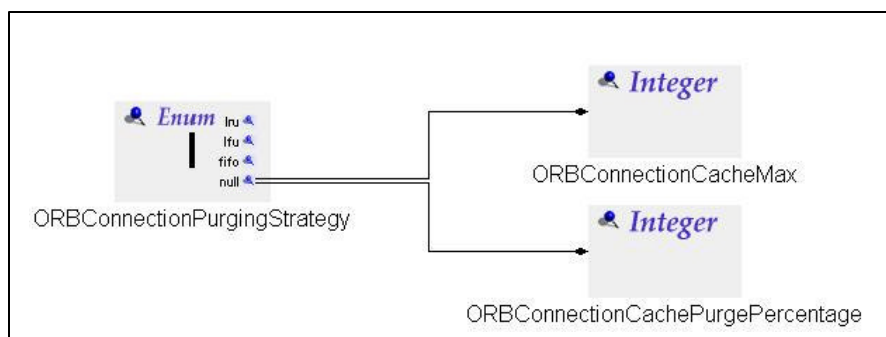 Enum
lru
lfu
fifo
null
ORBConnectionPurgingStrategy
Integer
ORBConnectionCacheMax
Integer
ORBConnectionCachePurgePercentage